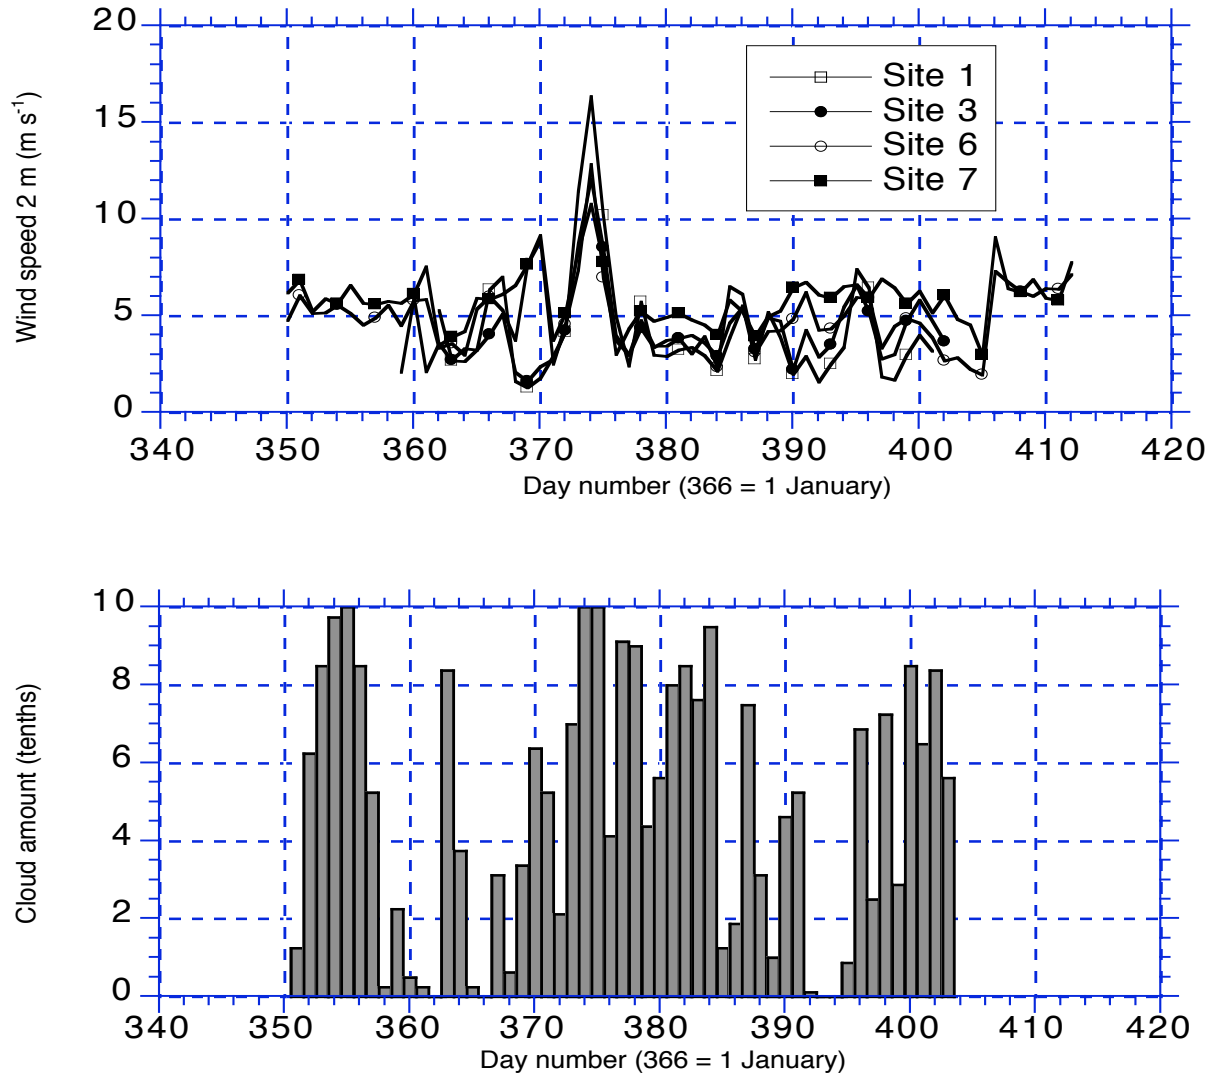 20
15
10
5
0
Wind speed 2 m (m s-1)
Site 1
Site 3
Site 6
Site 7
340 350 360 370 380 390 400 410 420
Day number (366 = 1 January)
10
8
6
4
2
0
Cloud amount (tenths)
340 350 360 370 380 390 400 410 420
Day number (366 = 1 January)